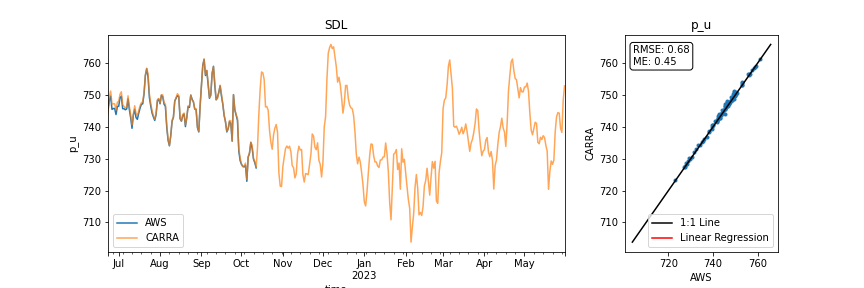 SDL
p_u
760
750
740
730
720
710
AWS
CARRA
Jul
Aug
Sep
Oct
Nov
Dec
Jan
2023
Feb
Mar
Apr
May
time
p_u
RMSE: 0.68
ME: 0.45
CARRA
760
750
740
730
720
710
1:1 Line
Linear Regression
720
740
760
AWS